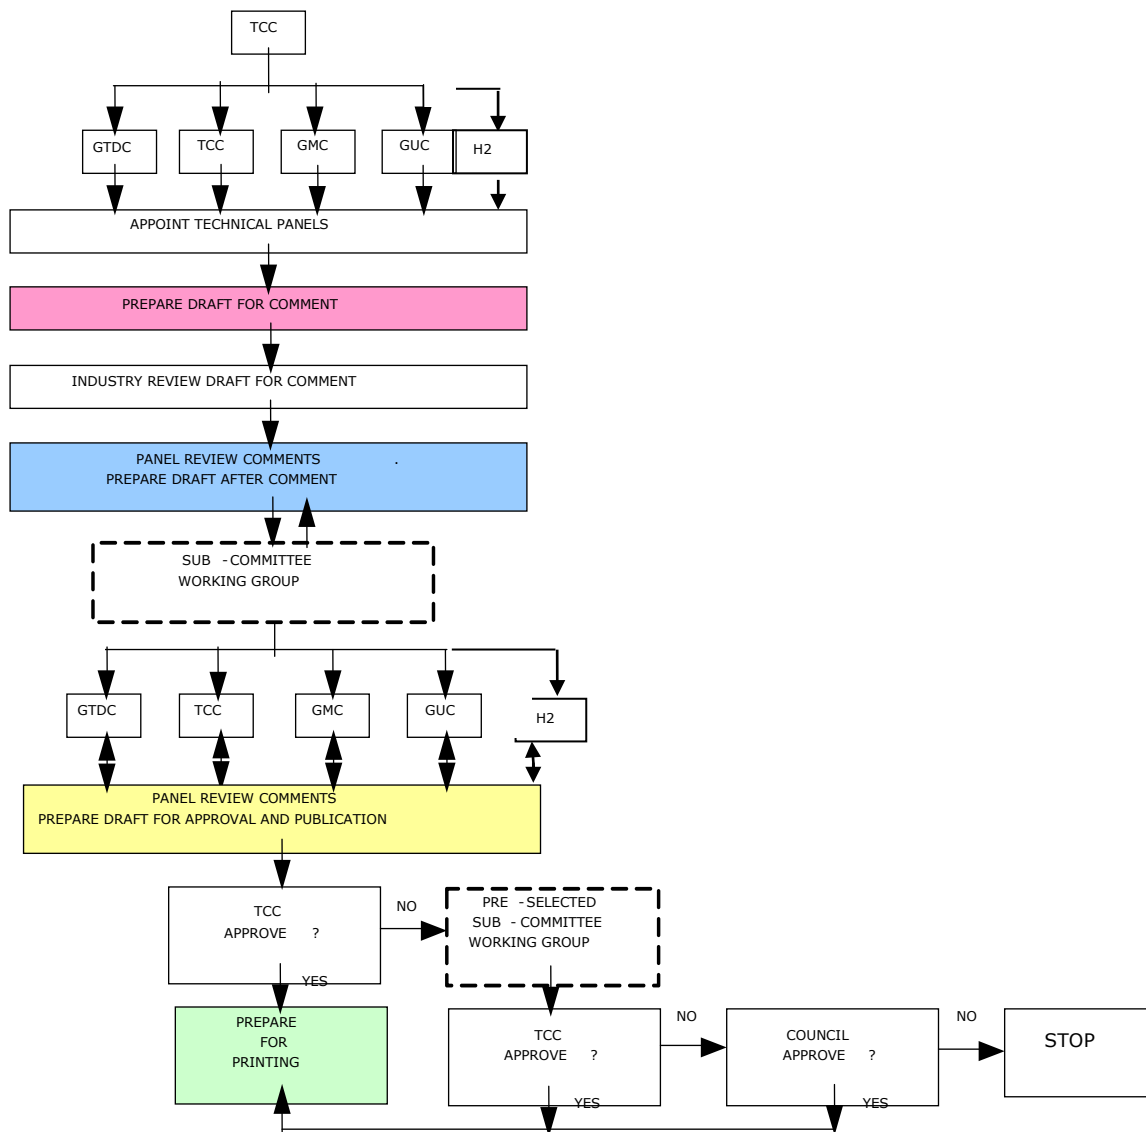 TCC
GTDC
TCC
GMC
GUC
H2
APPOINT TECHNICAL PANELS
PREPARE DRAFT FOR COMMENT
INDUSTRY REVIEW DRAFT FOR COMMENT
PANEL REVIEW COMMENTS .
PREPARE DRAFT AFTER COMMENT
SUB -COMMITTEE
WORKING GROUP
GTDC
TCC
GMC
GUC
H2
PANEL REVIEW COMMENTS
PREPARE DRAFT FOR APPROVAL AND PUBLICATION
TCC
APPROVE ?
NO
YES
PRE -SELECTED
SUB -COMMITTEE
WORKING GROUP
PREPARE
FOR
PRINTING
TCC
APPROVE ?
NO
YES
COUNCIL
APPROVE ?
NO
YES
STOP